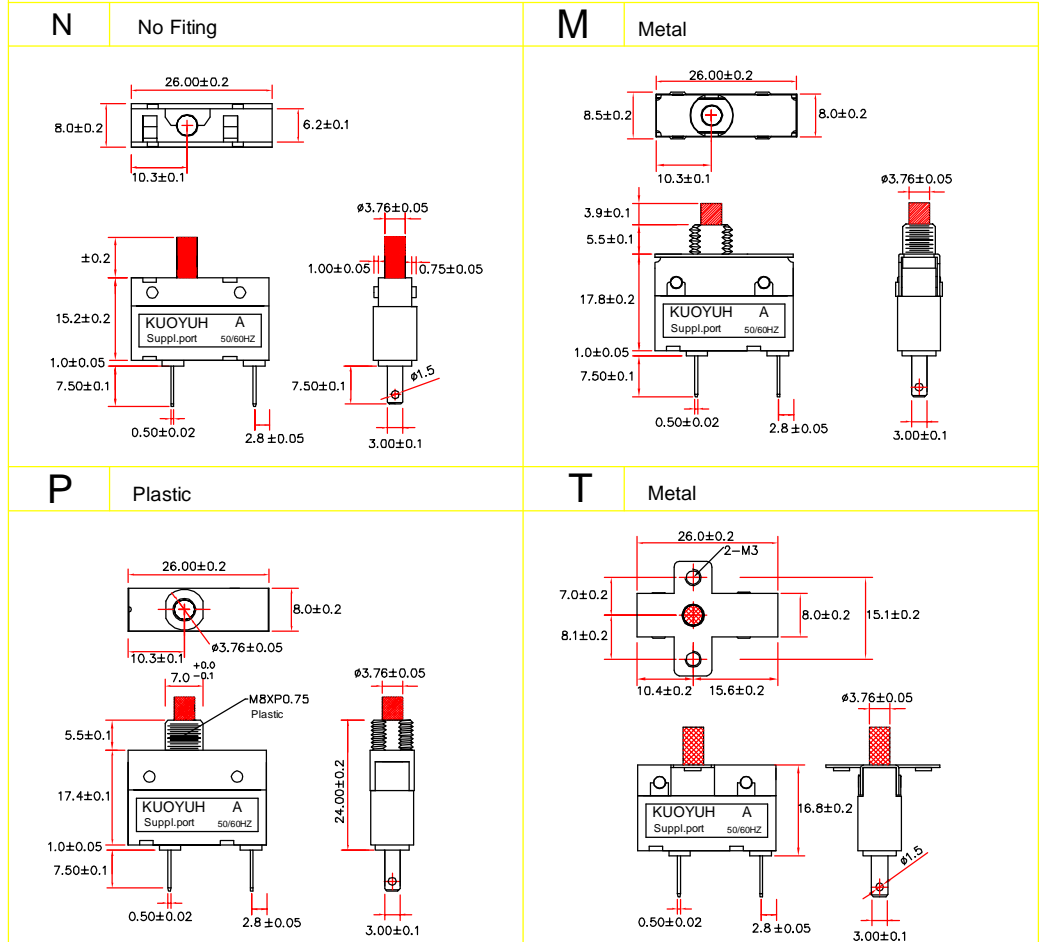 N No Fiting
26.00±0.2
8.0±0.2
6.2±0.1
10.3±0.1
ø3.76±0.05
±0.2
1.00±0.05
0.75±0.05
15.2±0.2
KUOYUH A
Suppl.port 50/60HZ
1.0±0.05
7.50±0.1
7.50±0.1
ø1.5
0.50±0.02
2.8±0.05
3.00±0.1
M Metal
26.00±0.2
8.5±0.2
8.0±0.2
10.3±0.1
ø3.76±0.05
3.9±0.1
5.5±0.1
17.8±0.2
KUOYUH A
Suppl.port 50/60HZ
1.0±0.05
7.50±0.1
0.50±0.02
2.8±0.05
3.00±0.1
P Plastic
26.00±0.2
8.0±0.2
10.3±0.1
ø3.76±0.05
7.0 +0.0 -0.1
ø3.76±0.05
M8XP0.75
Plastic
5.5±0.1
17.4±0.1
24.00±0.2
KUOYUH A
Suppl.port 50/60HZ
1.0±0.05
7.50±0.1
0.50±0.02
2.8±0.05
3.00±0.1
T Metal
26.0±0.2
2-M3
7.0±0.2
8.0±0.2
15.1±0.2
8.1±0.2
10.4±0.2
15.6±0.2
ø3.76±0.05
16.8±0.2
KUOYUH A
Suppl.port 50/60HZ
ø1.5
0.50±0.02
2.8±0.05
3.00±0.1